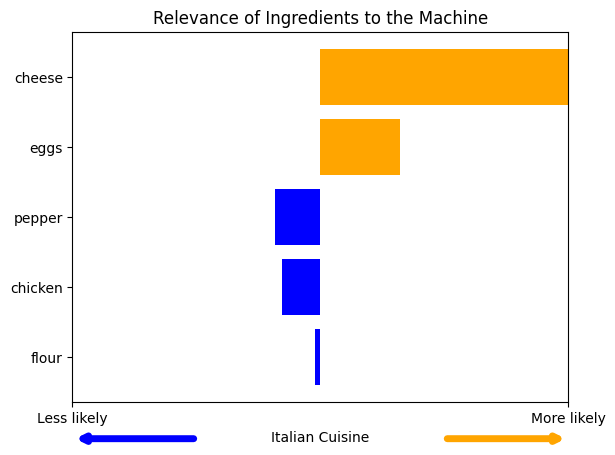 Relevance of Ingredients to the Machine
cheese
eggs
pepper
chicken
flour
Less likely
More likely
Italian Cuisine